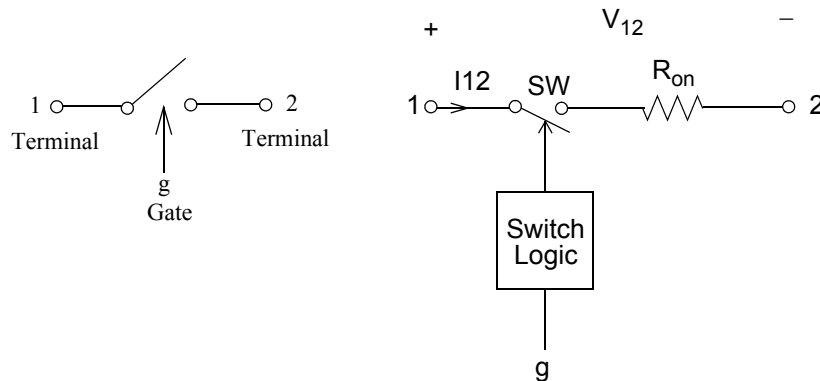 1
2
Terminal
Terminal
g
Gate
+
V12
−
I12
SW
Ron
1
2
Switch
Logic
g